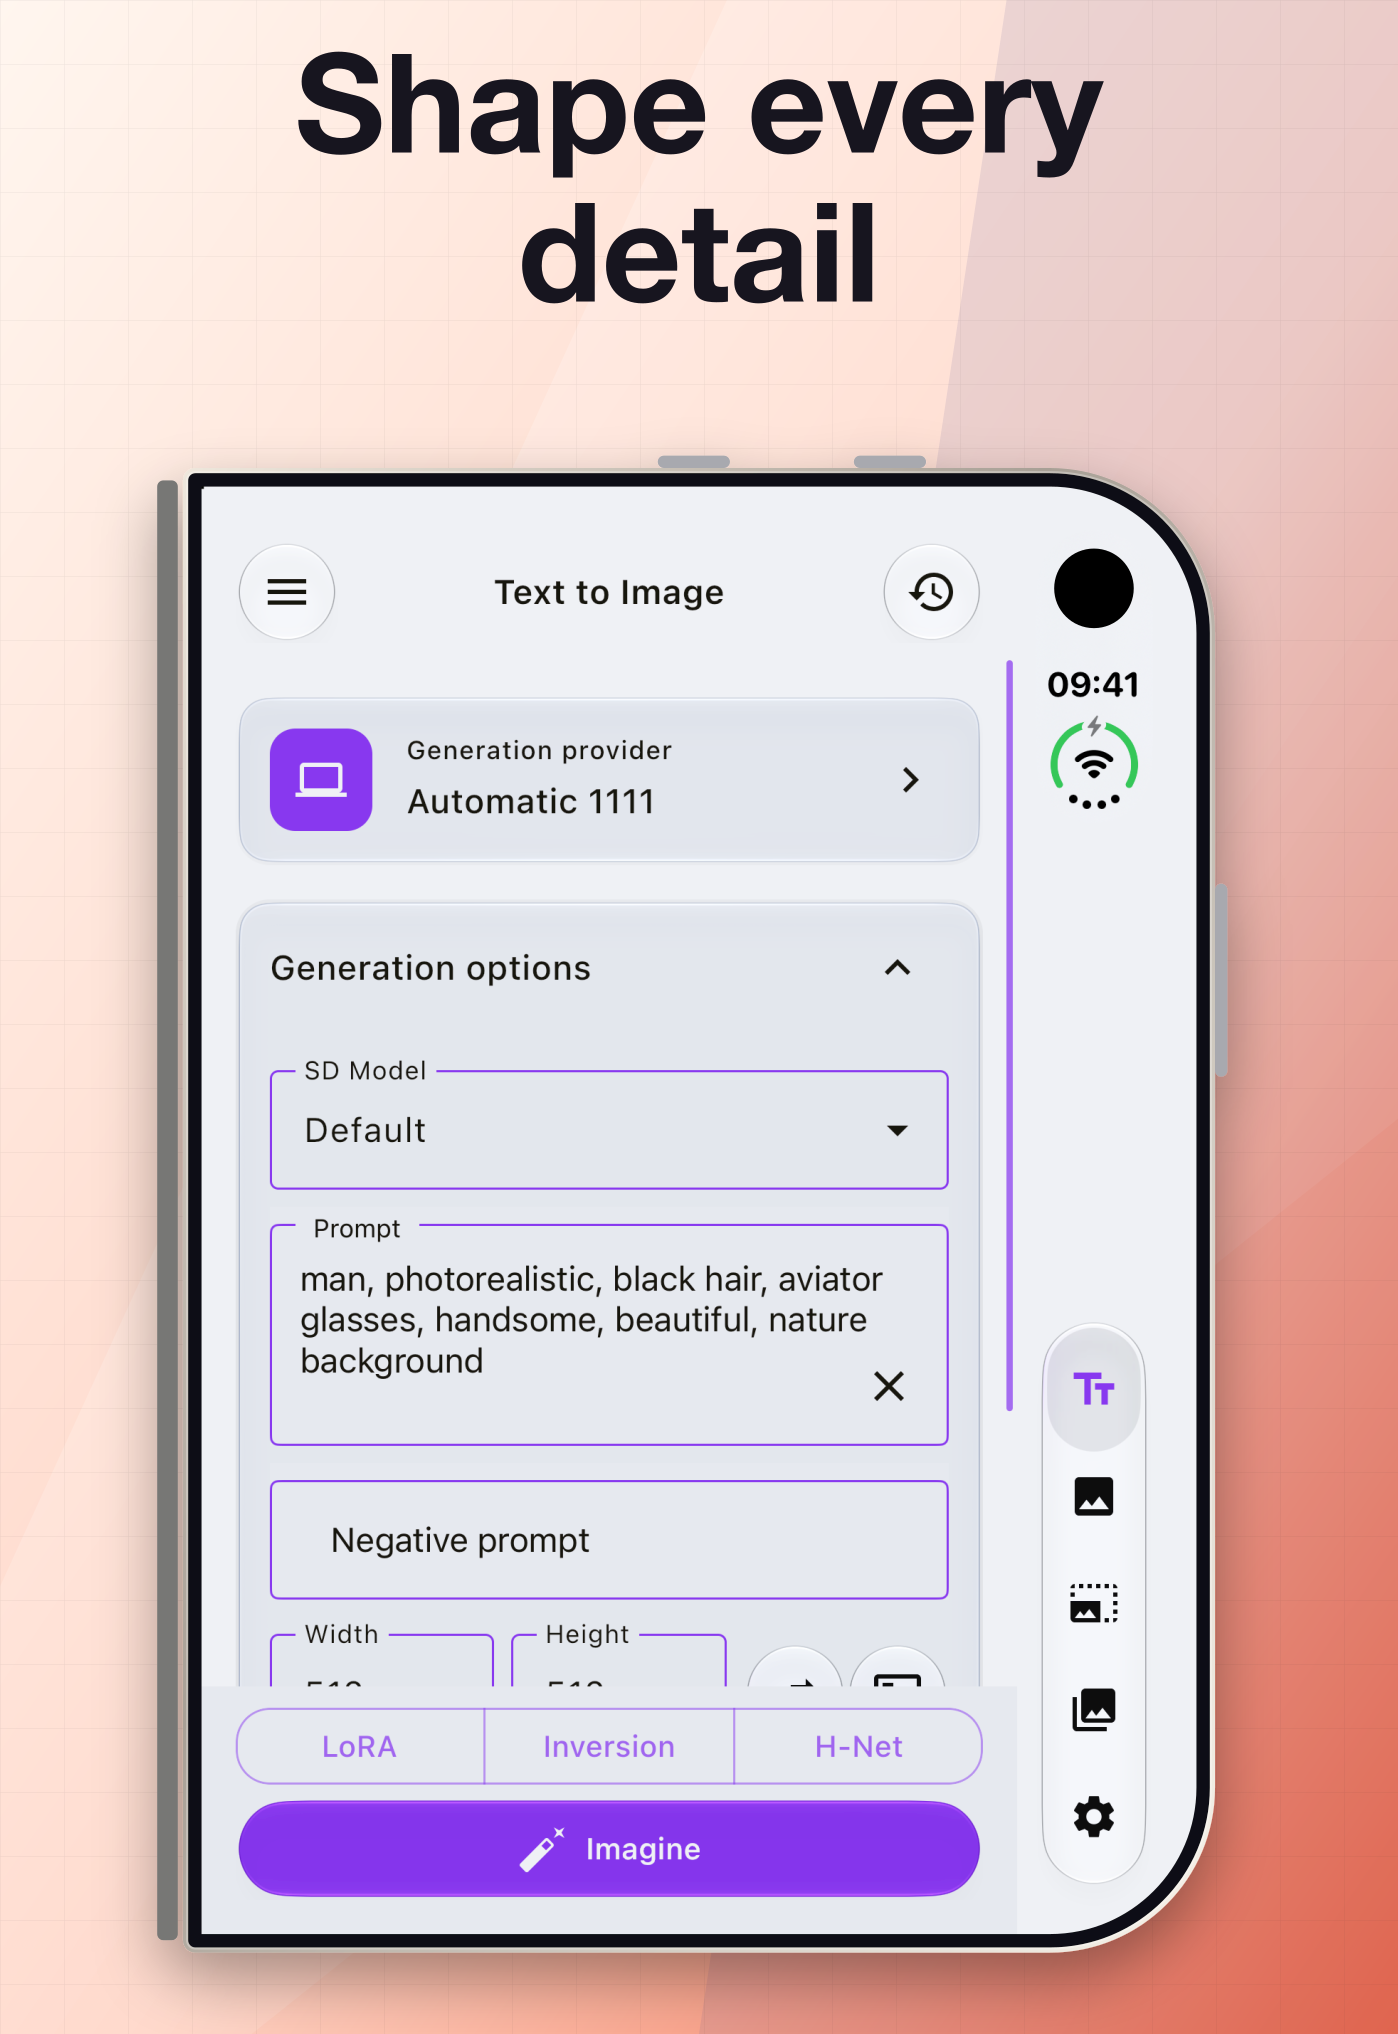 Shape every
detail
Text to Image
09:41
Generation provider
Automatic 1111
Generation options
SD Model
Default
Prompt
man, photorealistic, black hair, aviator
glasses, handsome, beautiful, nature
background
Negative prompt
Width Height
LoRA Inversion H-Net
Imagine